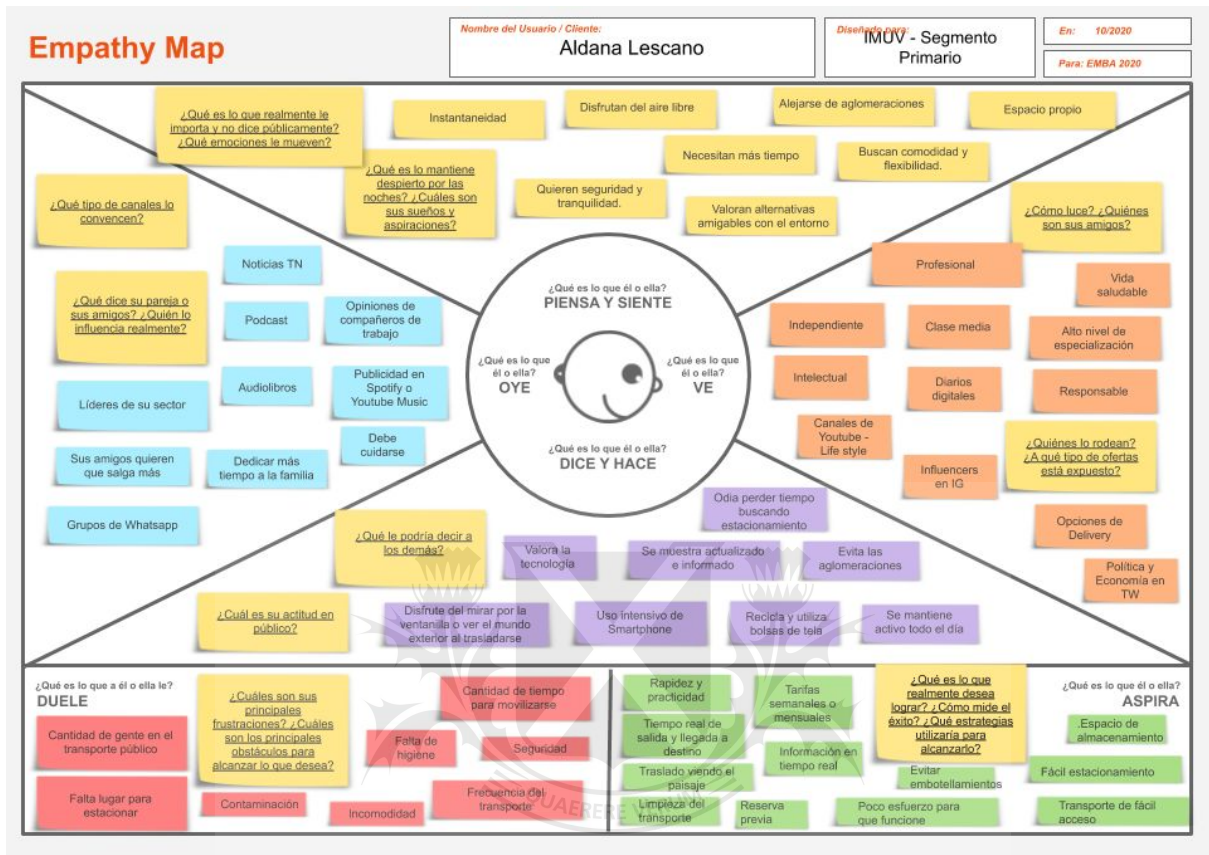 Empathy Map
Nombre del Usuario / Cliente:
Aldana Lescano
Diseñado para:
IMUV - Segmento
Primario
En: 10/2020
Para: EMBA 2020
¿Qué es lo que realmente le
importa y no dice públicamente?
¿Qué emociones le mueven?
Instantaneidad
Disfrutan del aire libre
Alejarse de aglomeraciones
Espacio propio
¿Qué es lo mantiene
despierto por las
noches? ¿Cuáles son
sus sueños y
aspiraciones?
Necesitan más tiempo
Buscan comodidad y
flexibilidad.
Quieren seguridad y
tranquilidad.
Valoran alternativas
amigables con el entorno
¿Qué es lo que él o ella?
PIENSA Y SIENTE
¿Qué tipo de canales lo
convencen?
¿Qué dice su pareja o
sus amigos? ¿Quién lo
influencia realmente?
Noticias TN
Podcast
Opiniones de
compañeros de
trabajo
Líderes de su sector
Audiolibros
Publicidad en
Spotify o
Youtube Music
Sus amigos quieren
que salga más
Dedicar más
tiempo a la familia
Debe
cuidarse
Grupos de Whatsapp
¿Qué es lo que
él o ella?
OYE
¿Qué es lo que
él o ella?
VE
¿Cómo luce? ¿Quiénes
son sus amigos?
Profesional
Vida
saludable
Independiente
Clase media
Alto nivel de
especialización
Intelectual
Diarios
digitales
Responsable
Canales de
Youtube -
Life style
Influencers
en IG
¿Quiénes lo rodean?
¿A qué tipo de ofertas
está expuesto?
Opciones de
Delivery
Política y
Economía en
TW
¿Qué es lo que él o ella?
DICE Y HACE
Odia perder tiempo
buscando
estacionamiento
¿Qué le podría decir a
los demás?
Valora la
tecnología
Se muestra actualizado
e informado
Evita las
aglomeraciones
¿Cuál es su actitud en
público?
Disfrute del mirar por la
ventanilla o ver el mundo
exterior al trasladarse
Uso intensivo de
Smartphone
Recicla y utiliza
bolsas de tela
Se mantiene
activo todo el día
¿Qué es lo que a él o ella le?
DUELE
¿Cuáles son sus
principales
frustraciones? ¿Cuáles
son los principales
obstáculos para
alcanzar lo que desea?
Cantidad de tiempo
para movilizarse
Cantidad de gente en el
transporte público
Falta de
higiene
Seguridad
Falta lugar para
estacionar
Contaminación
Incomodidad
Frecuencia del
transporte
¿Qué es lo que él o ella?
ASPIRA
Rapidez y
practicidad
Tarifas
semanales o
mensuales
¿Qué es lo que
realmente desea
lograr? ¿Cómo mide el
éxito? ¿Qué estrategias
utilizaría para
alcanzarlo?
.Espacio de
almacenamiento
Tiempo real de
salida y llegada a
destino
Información en
tiempo real
Fácil estacionamiento
Traslado viendo el
paisaje
Evitar
embotellamientos
Limpieza del
transporte
Reserva
previa
Poco esfuerzo para
que funcione
Transporte de fácil
acceso
QUAERERE VERUM